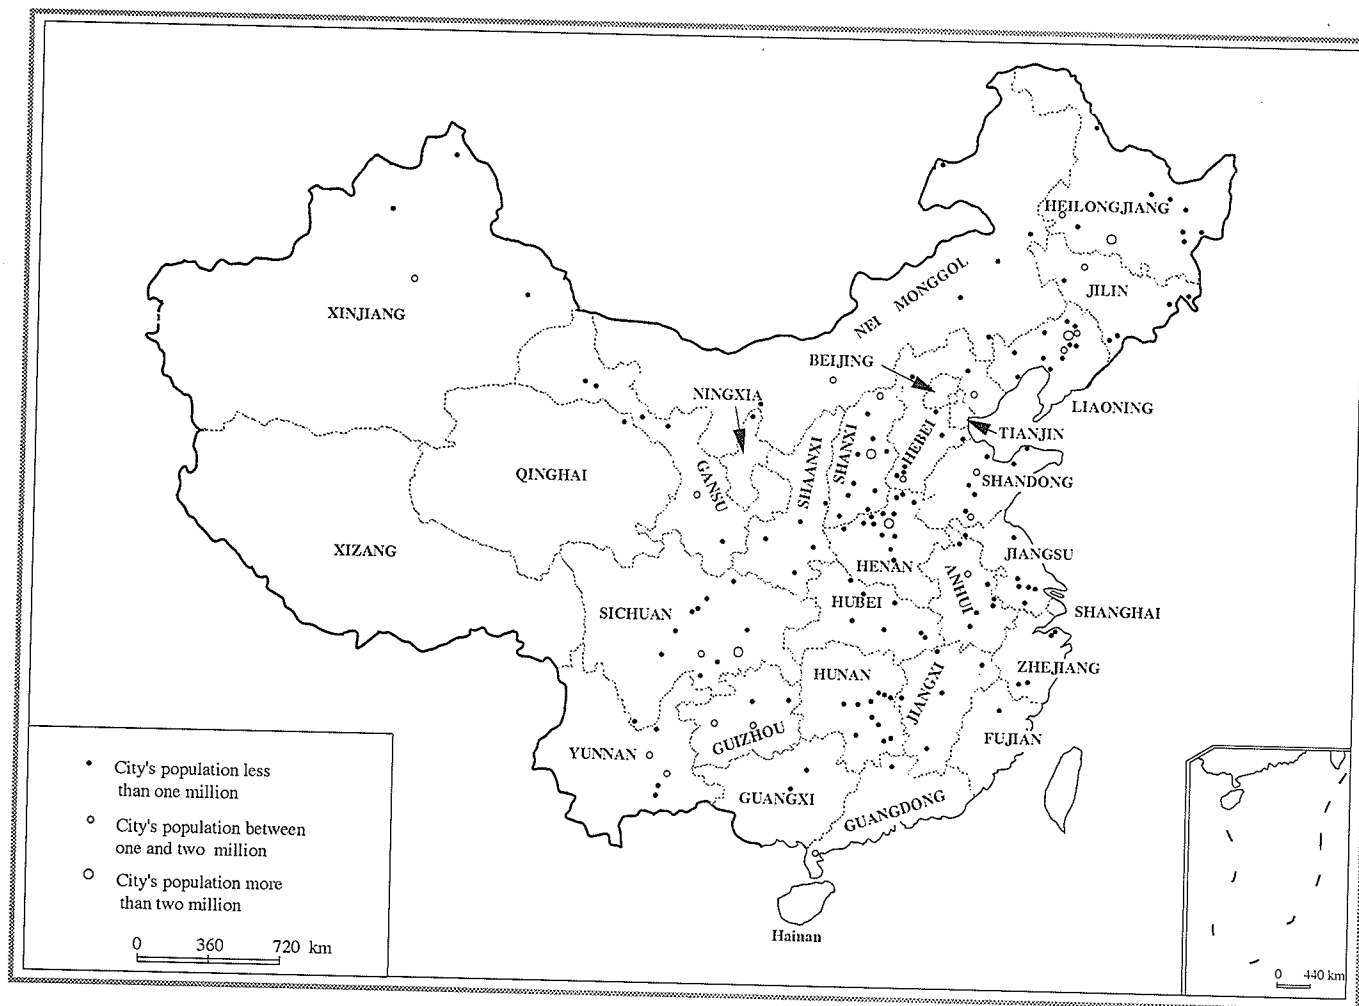 HEILONGJIANG
NEI MONGGOL
JILIN
XINJIANG
BEIJING
NINGXIA
LIAONING
TIANJIN
HEBEI
SHANXI
SHAANXI
GANSU
QINGHAI
SHANDONG
XIZANG
JIANGSU
HENAN
ANHUI
SICHUAN
HUBEI
SHANGHAI
ZHEJIANG
HUNAN
JIANGXI
FUJIAN
GUIZHOU
YUNNAN
GUANGXI
GUANGDONG
Hainan
City's population less
than one million
City's population between
one and two million
City's population more
than two million
0 360 720 km
0 440 km